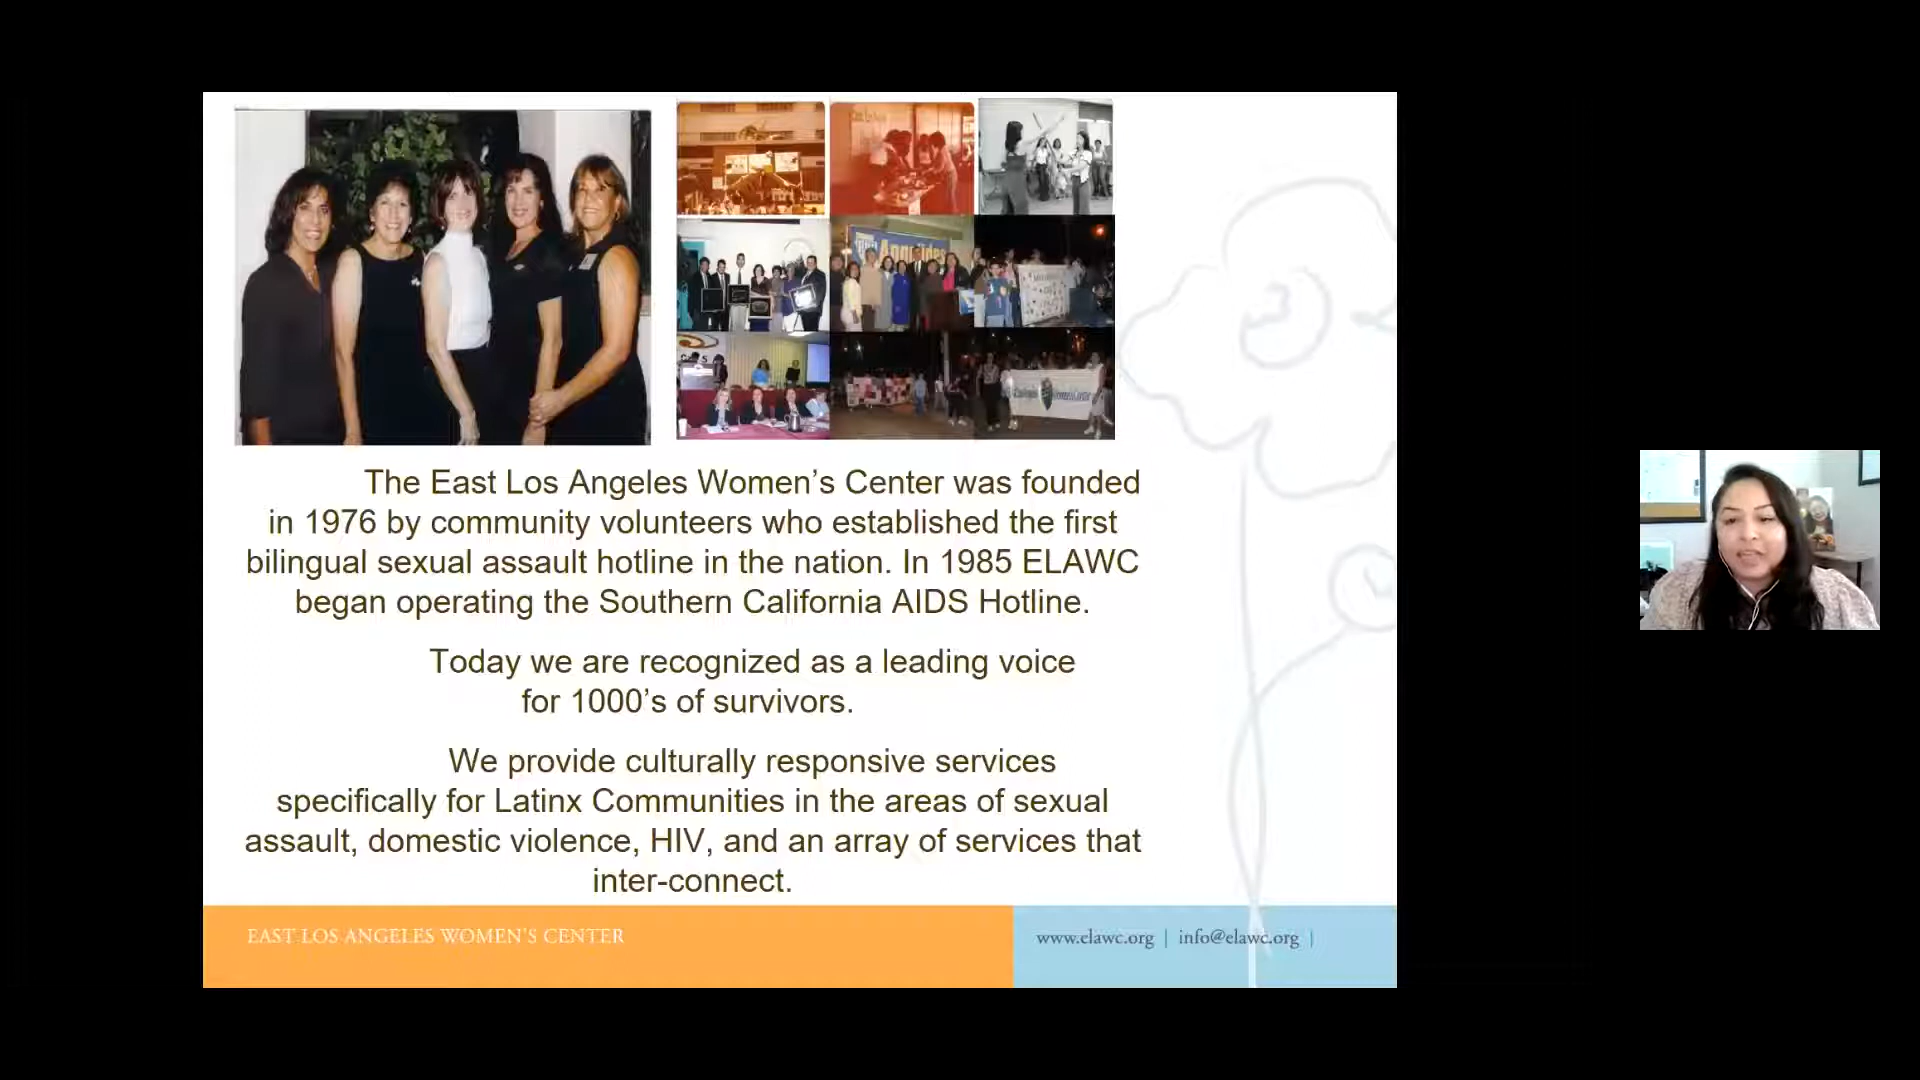 The East Los Angeles Women’s Center was founded
in 1976 by community volunteers who established the first
bilingual sexual assault hotline in the nation. In 1985 ELAWC
began operating the Southern California AIDS Hotline.
Today we are recognized as a leading voice
for 1000’s of survivors.
We provide culturally responsive services
specifically for Latinx Communities in the areas of sexual
assault, domestic violence, HIV, and an array of services that
inter-connect.
EAST LOS ANGELES WOMEN’S CENTER
www.elawc.org | info@elawc.org |